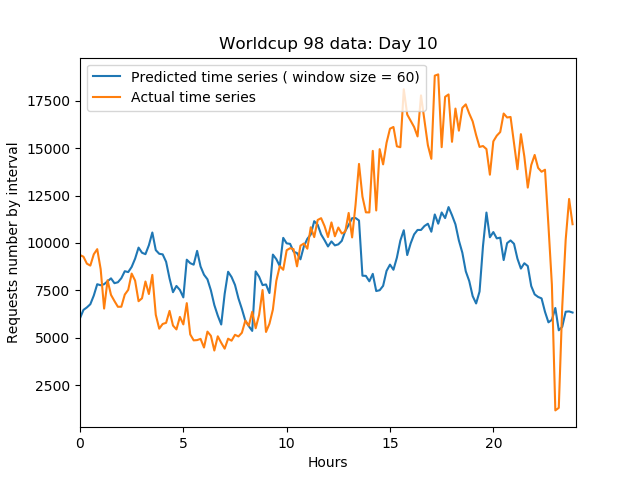 Worldcup 98 data: Day 10
Predicted time series ( window size = 60)
Actual time series
17500
15000
12500
10000
7500
5000
2500
Requests number by interval
0 5 10 15 20
Hours